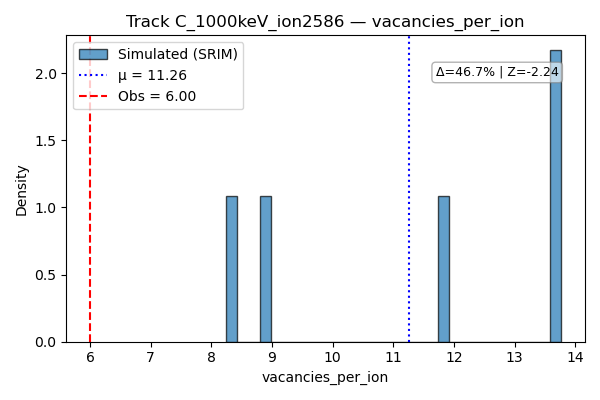 Track C_1000keV_ion2586 — vacancies_per_ion
Simulated (SRIM)
μ = 11.26
Obs = 6.00
Δ=46.7% | Z=-2.24
Density
2.0
1.5
1.0
0.5
0.0
6 7 8 9 10 11 12 13 14
vacancies_per_ion